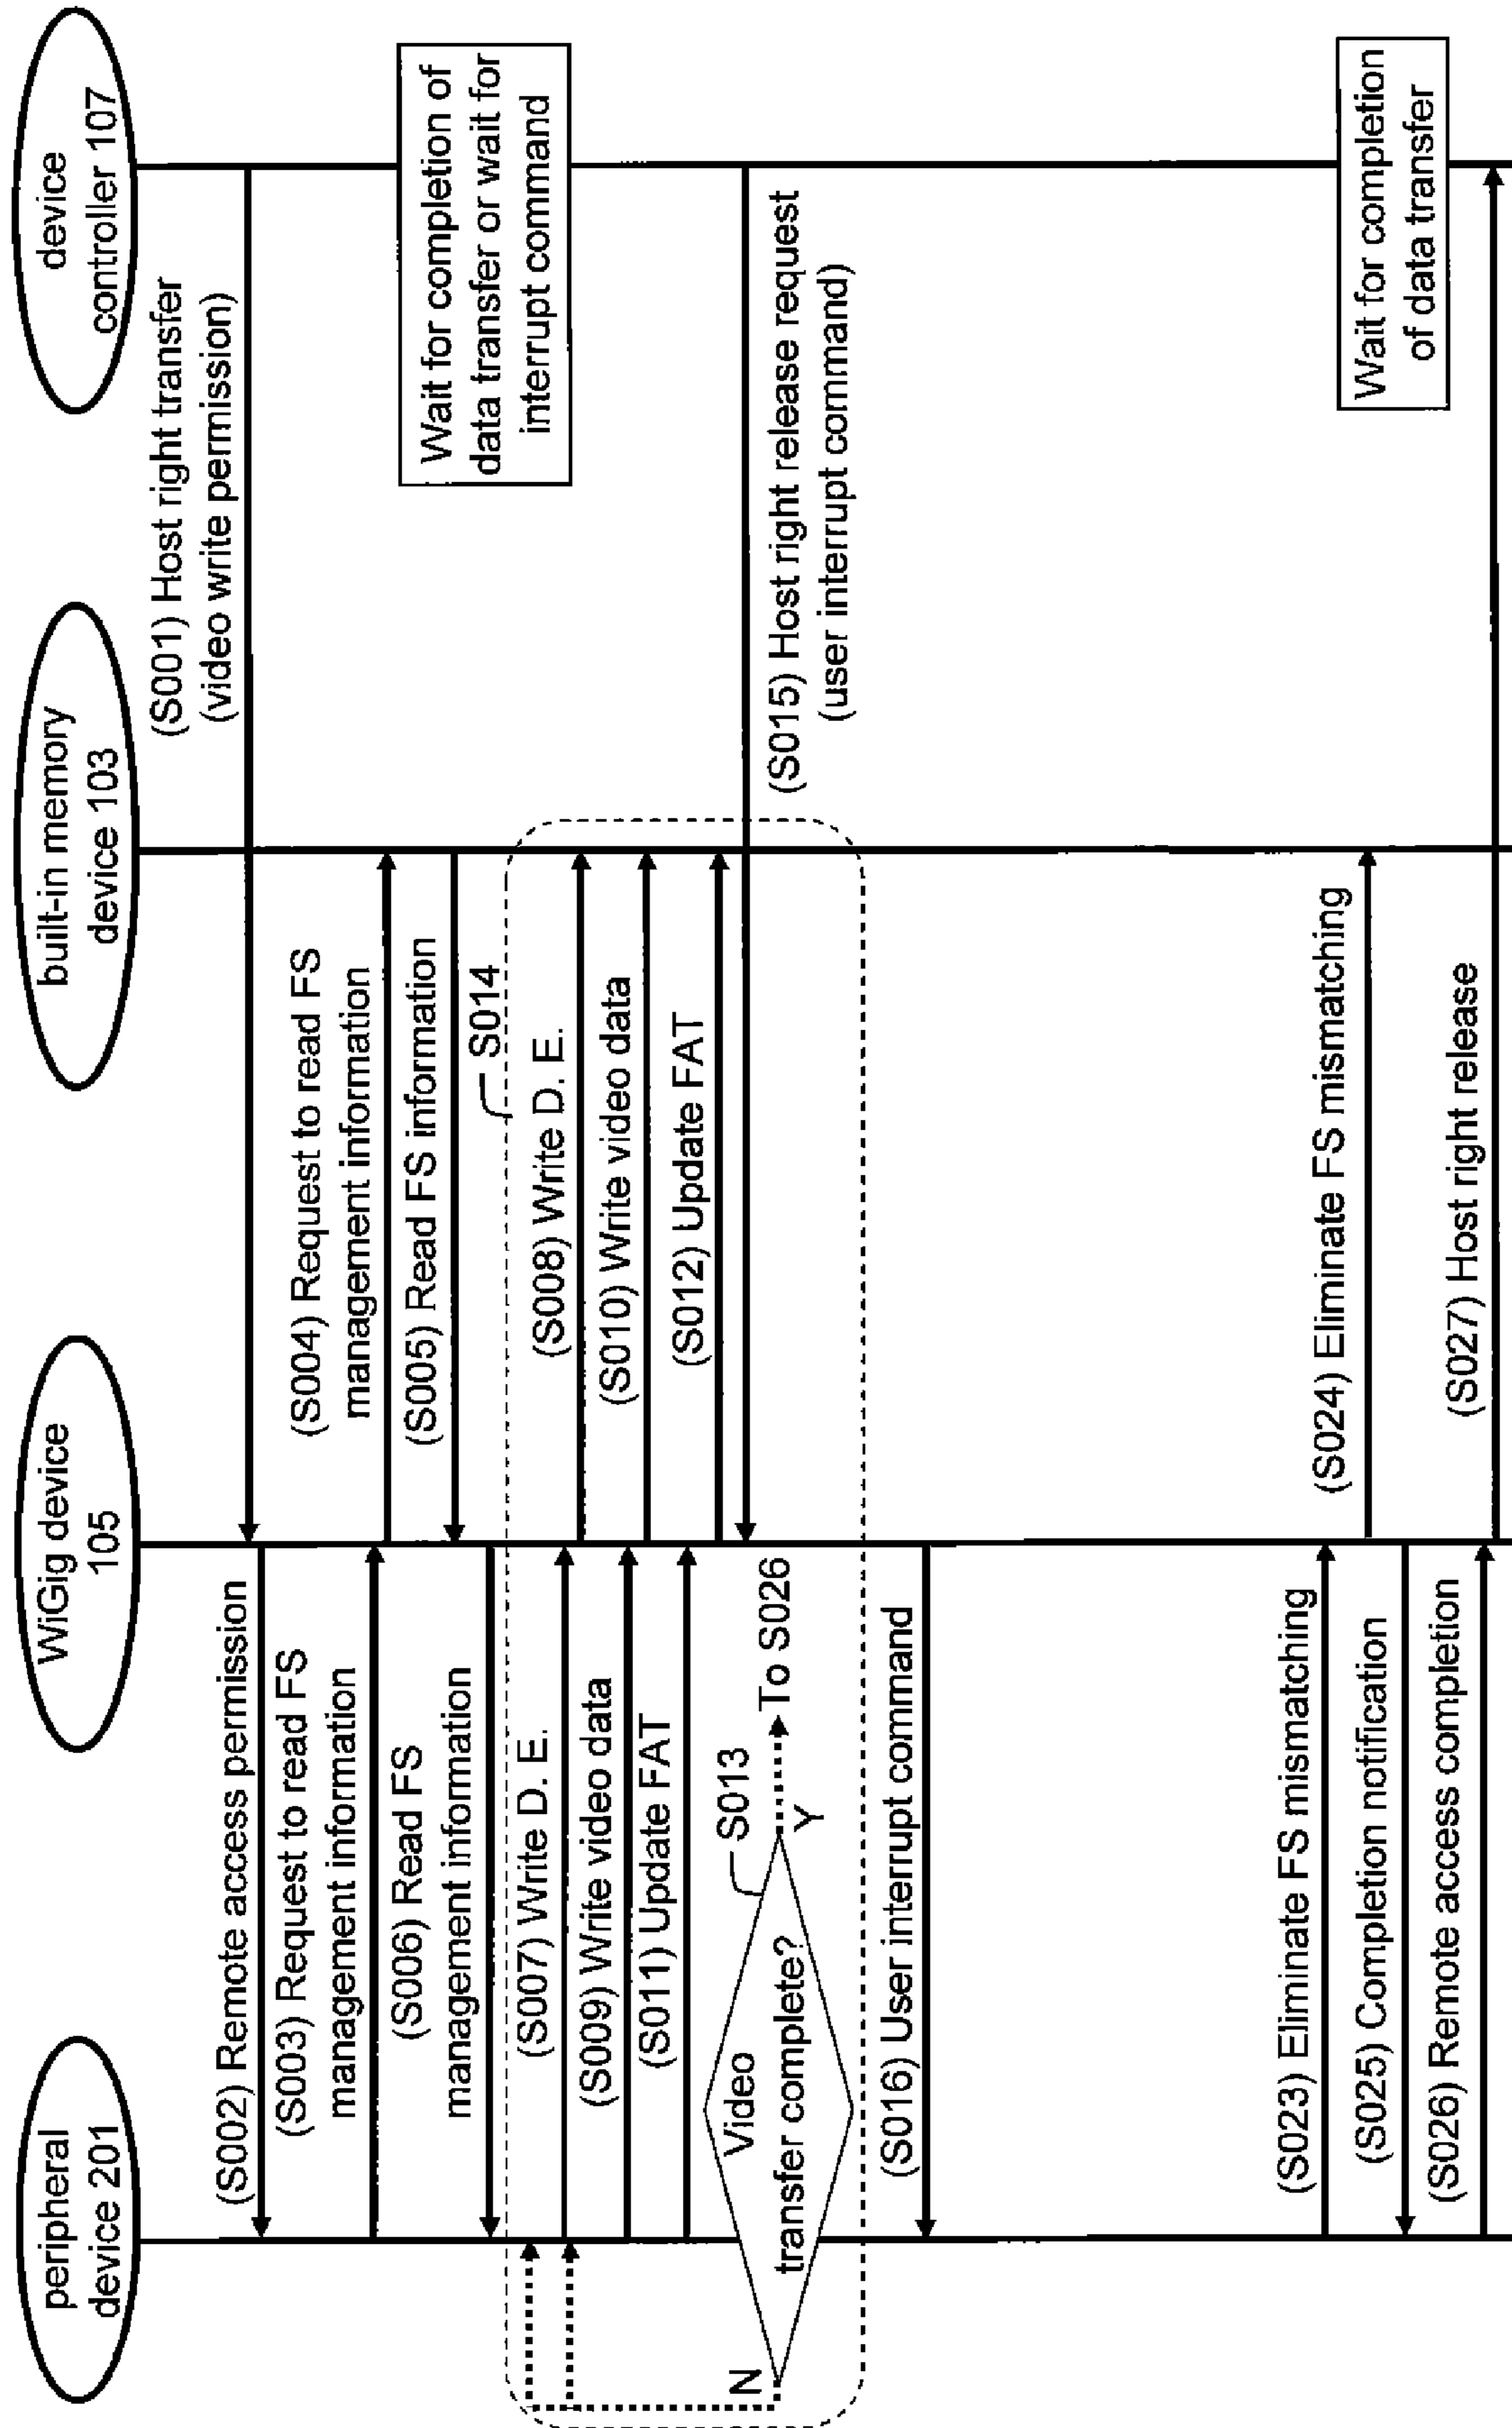 peripheral
device 201
WiGig device
105
built-in memory
device 103
device
controller 107
(S001) Host right transfer
(video write permission)
(S002) Remote access permission
(S003) Request to read FS
management information
(S004) Request to read FS
management information
(S005) Read FS information
(S006) Read FS
management information
Wait for completion of
data transfer or wait for
interrupt command
S014
(S007) Write D. E.
(S008) Write D. E.
(S009) Write video data
(S010) Write video data
(S011) Update FAT
(S012) Update FAT
S013
Video
transfer complete?
N
Y
To S026
(S015) Host right release request
(user interrupt command)
(S016) User interrupt command
(S023) Eliminate FS mismatching
(S024) Eliminate FS mismatching
Wait for completion
of data transfer
(S025) Completion notification
(S026) Remote access completion
(S027) Host right release